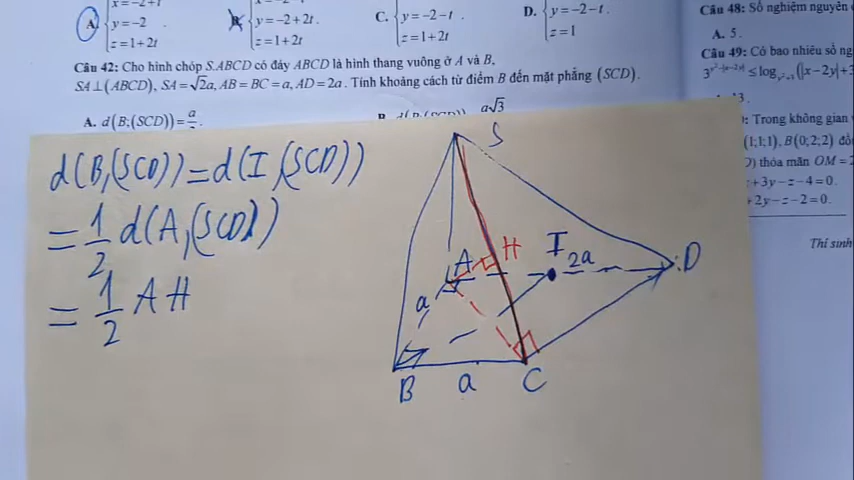 x=-2+t
A. { y=-2
z=1+2t
B. { y=-2+2t.
z=1+2t
C. { y=-2-t .
z=1+2t
D. { y=-2-t .
z=1
Câu 42: Cho hình chóp S.ABCD có đáy ABCD là hình thang vuông ở A và B,
SA⊥(ABCD), SA=√2a, AB=BC=a, AD=2a. Tính khoảng cách từ điểm B đến mặt phẳng (SCD).
A. d(B;(SCD))=
a√3
Câu 48: Số nghiệm nguyên
A. 5.
Câu 49: Có bao nhiêu số
Trong không gian
(1;1;1), B(0;2;2)
thỏa mãn OM=
+3y-z-4=0.
+2y-z-2=0.
Thí sinh
d(B,(SCD))=d(I,(SCD))
=1/2 d(A,(SCD))
=1/2 AH
S
A
H
I
2a
D
a
B
a
C